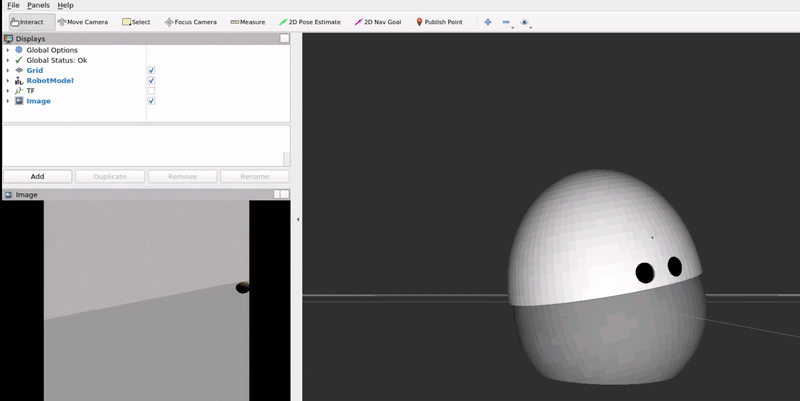 File Panels Help
Interact Move Camera Select Focus Camera Measure 2D Pose Estimate 2D Nav Goal Publish Point
Displays
Global Options
Global Status: Ok
Grid
RobotModel
TF
Image
Add Duplicate Remove Rename
Image